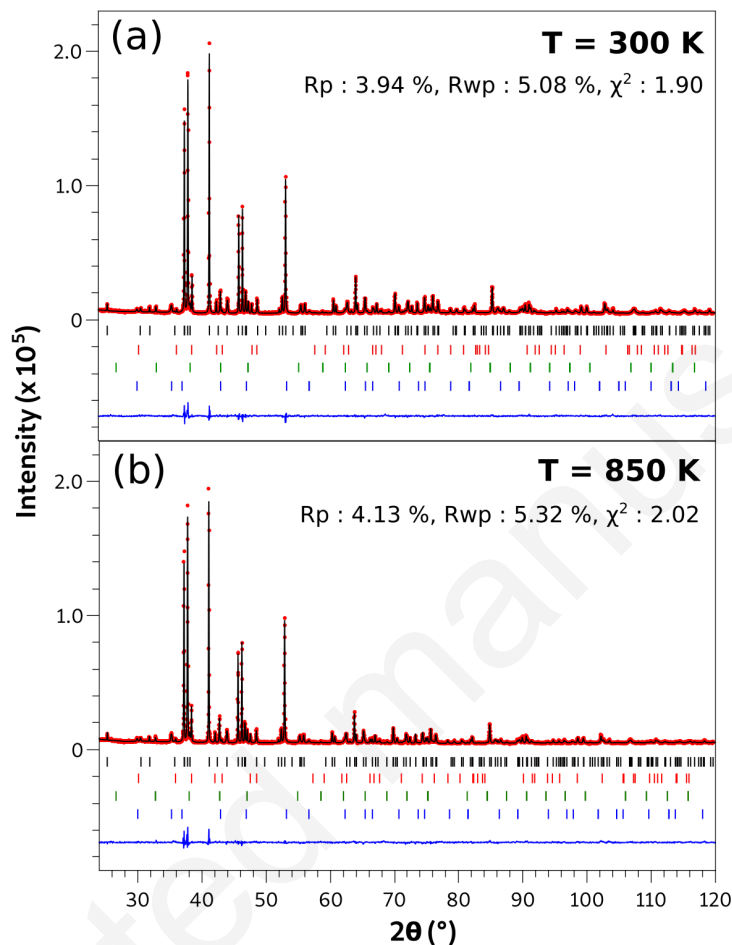 (a)
T = 300 K
Rp : 3.94 %, Rwp : 5.08 %, χ² : 1.90
2.0
1.0
0
(b)
T = 850 K
Rp : 4.13 %, Rwp : 5.32 %, χ² : 2.02
2.0
1.0
0
Intensity (x 10⁵)
30 40 50 60 70 80 90 100 110 120
2θ (°)
ted manus